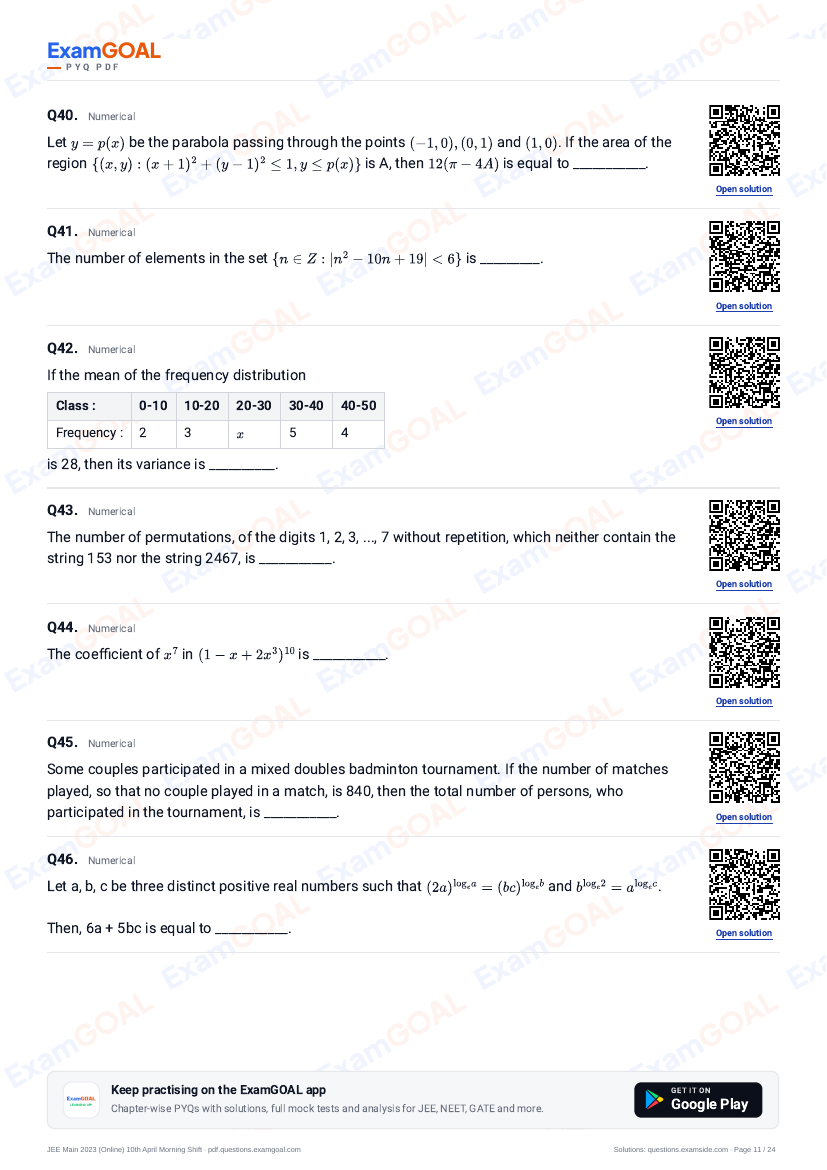 ExamGOAL
PYQ PDF
Q40. Numerical
Let y = p(x) be the parabola passing through the points (−1, 0), (0, 1) and (1, 0). If the area of the
region {(x, y) : (x + 1)² + (y − 1)² ≤ 1, y ≤ p(x)} is A, then 12(π − 4A) is equal to ___________.
Open solution
Q41. Numerical
The number of elements in the set {n ∈ Z : |n² − 10n + 19| < 6} is _________.
Open solution
Q42. Numerical
If the mean of the frequency distribution
Class : 0-10 10-20 20-30 30-40 40-50
Frequency : 2 3 x 5 4
is 28, then its variance is __________.
Open solution
Q43. Numerical
The number of permutations, of the digits 1, 2, 3, ..., 7 without repetition, which neither contain the
string 153 nor the string 2467, is ___________.
Open solution
Q44. Numerical
The coefficient of x⁷ in (1 − x + 2x³)¹⁰ is ___________.
Open solution
Q45. Numerical
Some couples participated in a mixed doubles badminton tournament. If the number of matches
played, so that no couple played in a match, is 840, then the total number of persons, who
participated in the tournament, is ___________.
Open solution
Q46. Numerical
Let a, b, c be three distinct positive real numbers such that (2a)^{logₑ a} = (bc)^{logₑ b} and b^{logₑ 2} = a^{logₑ c}.
Then, 6a + 5bc is equal to ___________.
Open solution
ExamGOAL
Keep practising on the ExamGOAL app
Chapter-wise PYQs with solutions, full mock tests and analysis for JEE, NEET, GATE and more.
GET IT ON
Google Play
JEE Main 2023 (Online) 10th April Morning Shift · pdf.questions.examgoal.com
Solutions: questions.examside.com · Page 11 / 24